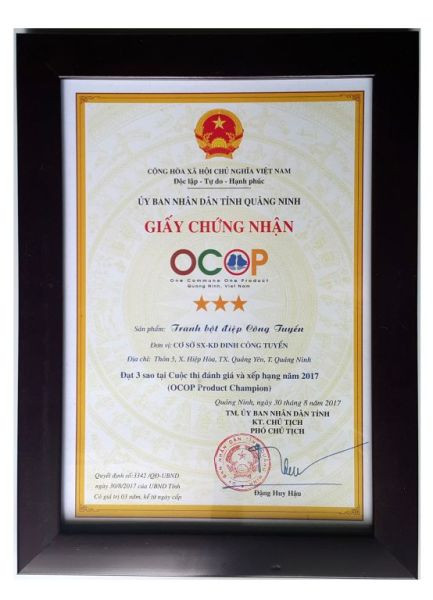 CỘNG HÒA XÃ HỘI CHỦ NGHĨA VIỆT NAM
Độc lập - Tự do - Hạnh phúc
ỦY BAN NHÂN DÂN TỈNH QUẢNG NINH
GIẤY CHỨNG NHẬN
OCOP
One Commune One Product
Quang Ninh, Viet Nam
Sản phẩm: Tranh bột điệp Công Tuyến
Đơn vị: CƠ SỞ SX-KD ĐINH CÔNG TUYẾN
Địa chỉ: Thôn 5, X. Hiệp Hòa, TX. Quảng Yên, T. Quảng Ninh
Đạt 3 sao tại Cuộc thi đánh giá và xếp hạng năm 2017
(OCOP Product Champion)
Quảng Ninh, ngày 30 tháng 8 năm 2017
TM. ỦY BAN NHÂN DÂN TỈNH
KT. CHỦ TỊCH
PHÓ CHỦ TỊCH
Quyết định số:3342 /QĐ-UBND
ngày 30/8/2017 của UBND Tỉnh
Có giá trị 03 năm, kể từ ngày cấp
Đặng Huy Hậu